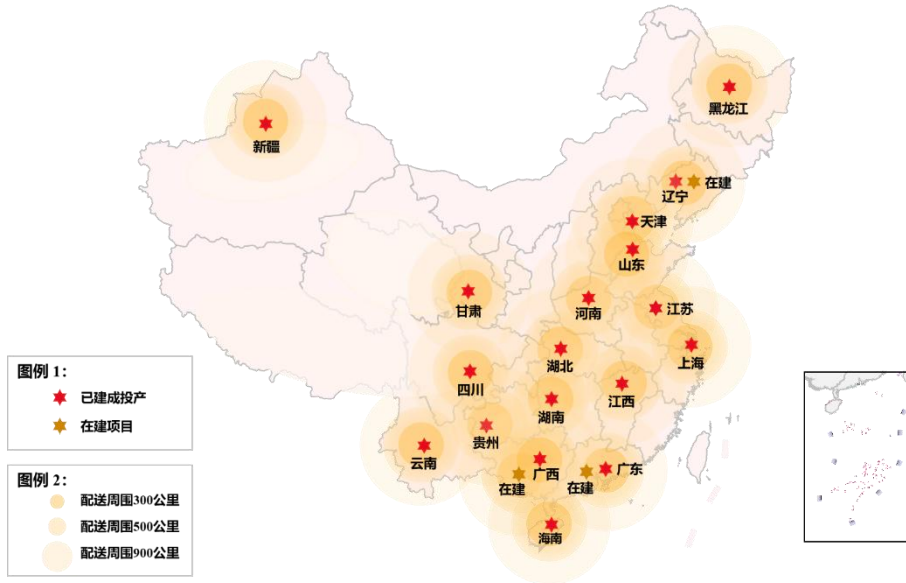 黑龙江
新疆
辽宁
在建
天津
山东
甘肃
河南
江苏
湖北
上海
四川
湖南
江西
贵州
云南
广西
在建
在建
广东
海南
图例 1：
已建成投产
在建项目
图例 2：
配送周围300公里
配送周围500公里
配送周围900公里